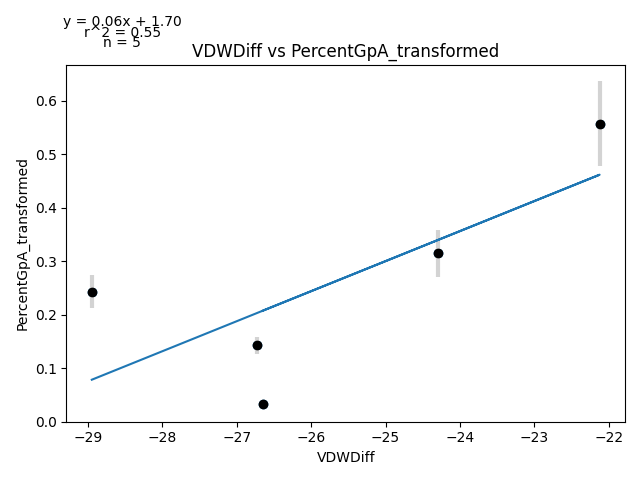 y = 0.06x + 1.70
r^2 = 0.55
n = 5
VDWDiff vs PercentGpA_transformed
PercentGpA_transformed
0.6
0.5
0.4
0.3
0.2
0.1
0.0
−29 −28 −27 −26 −25 −24 −23 −22
VDWDiff